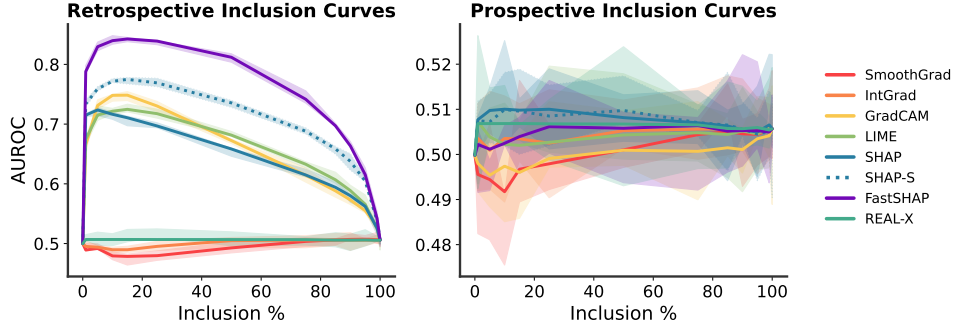 Retrospective Inclusion Curves
AUROC
0.8
0.7
0.6
0.5
0 20 40 60 80 100
Inclusion %
Prospective Inclusion Curves
0.52
0.51
0.50
0.49
0.48
0 20 40 60 80 100
Inclusion %
SmoothGrad
IntGrad
GradCAM
LIME
SHAP
SHAP-S
FastSHAP
REAL-X